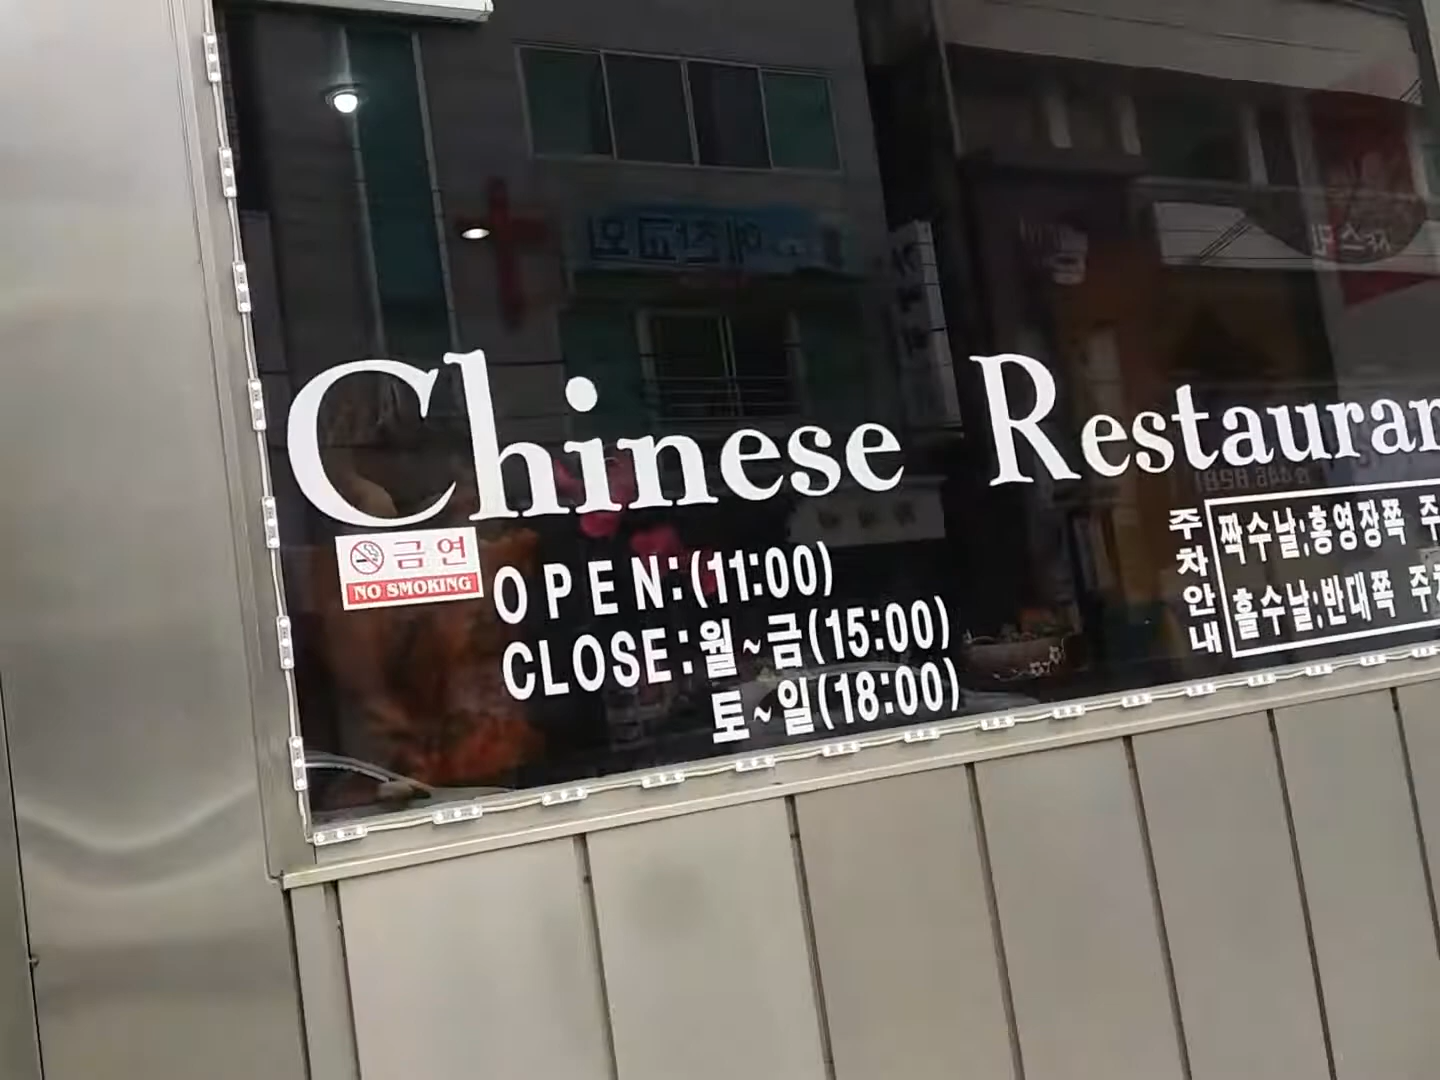 Chinese Restauran
금연
NO SMOKING
OPEN:(11:00)
CLOSE:월~금(15:00)
토~일(18:00)
주차안내
짝수날;홍영장쪽 주
홀수날;반대쪽 주차